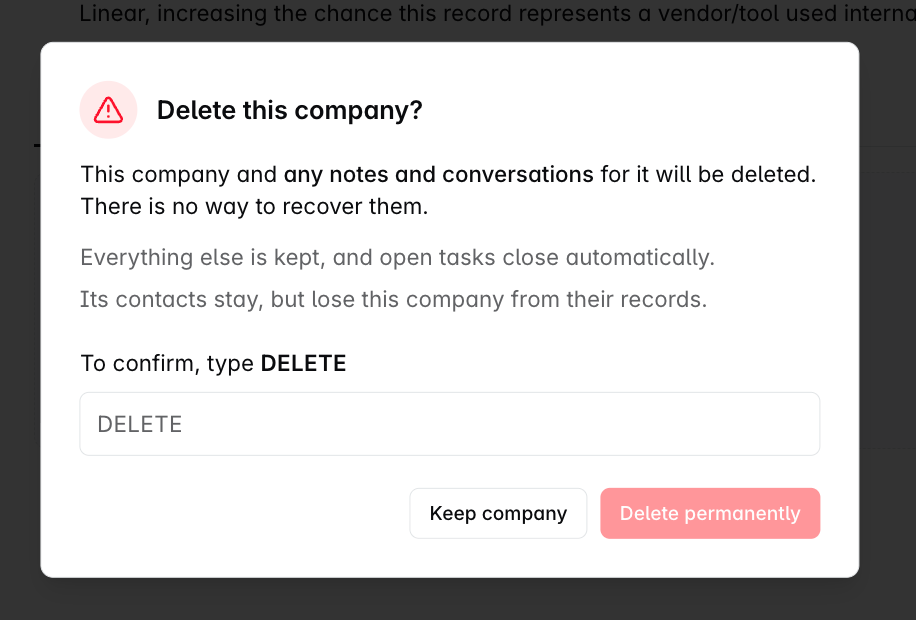 Linear, increasing the chance this record represents a vendor/tool used interna
Delete this company?
This company and any notes and conversations for it will be deleted.
There is no way to recover them.
Everything else is kept, and open tasks close automatically.
Its contacts stay, but lose this company from their records.
To confirm, type DELETE
DELETE
Keep company
Delete permanently